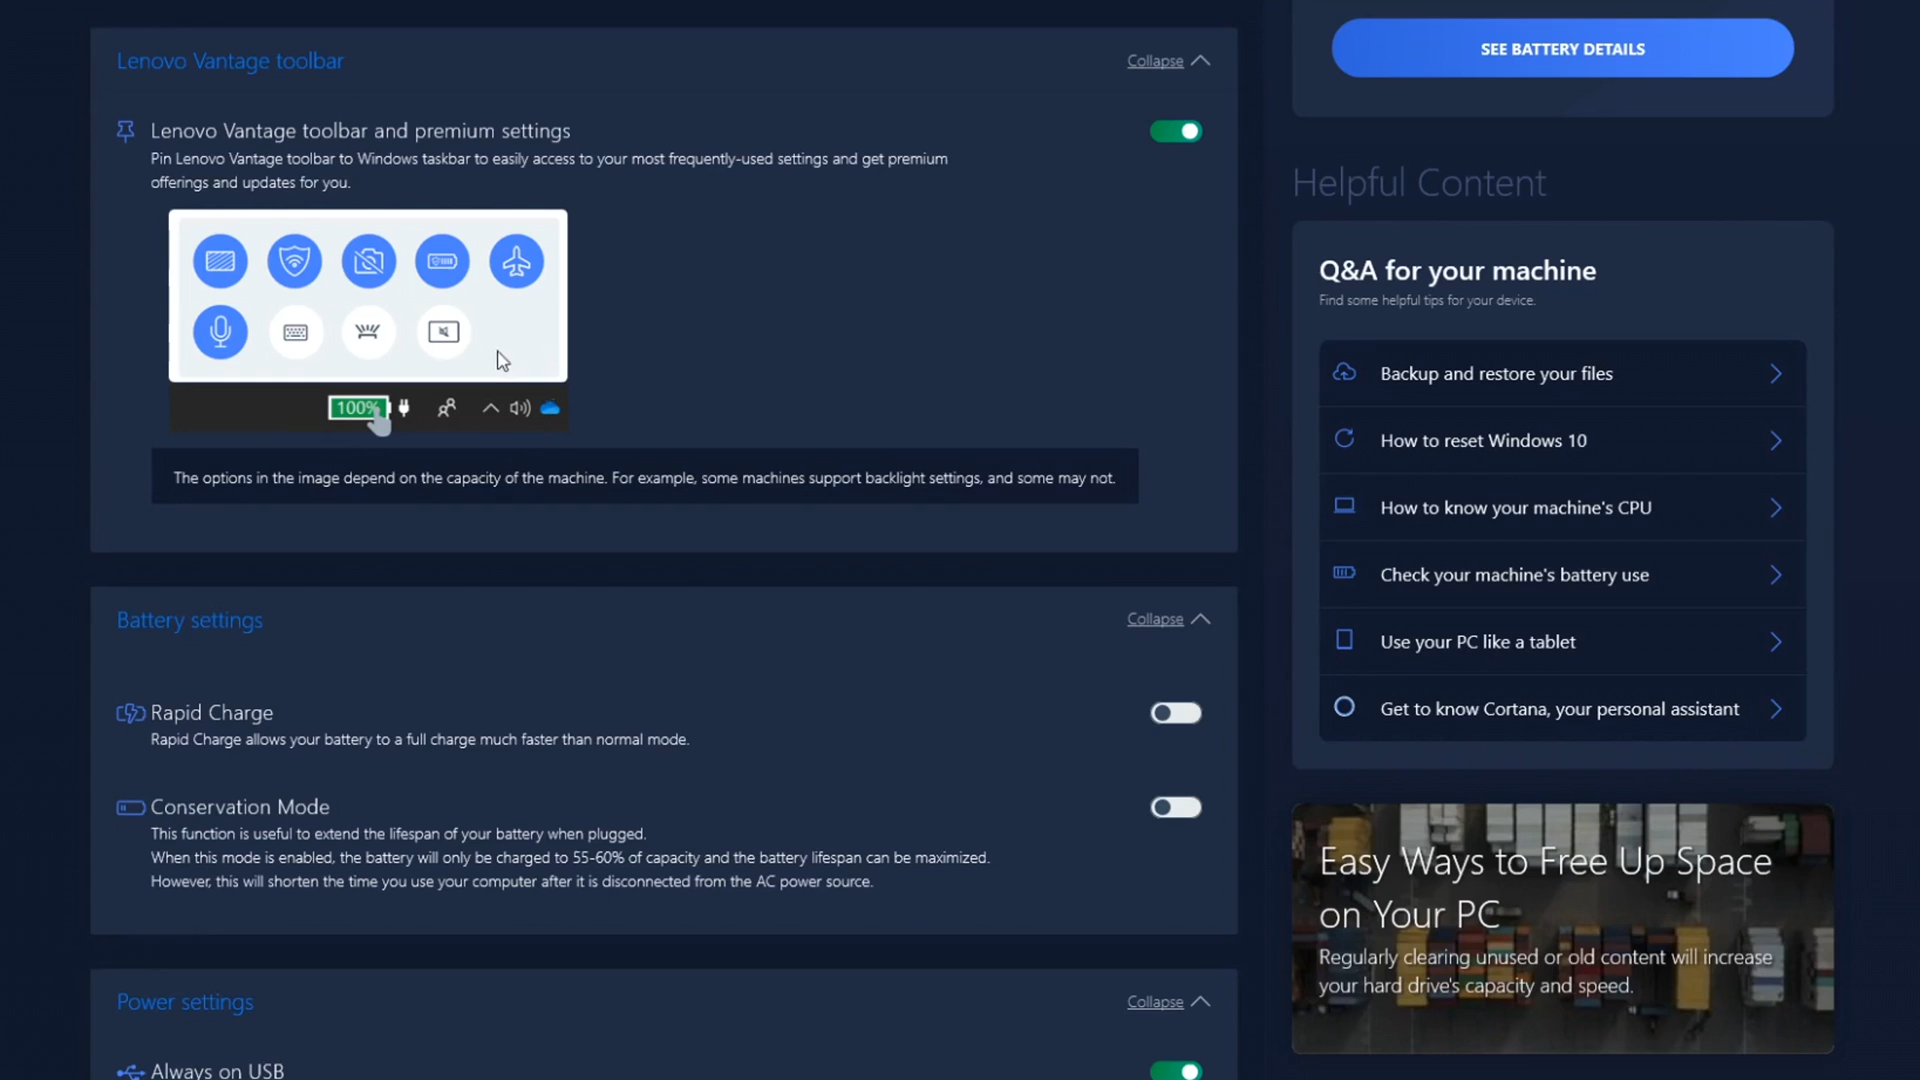 Lenovo Vantage toolbar
Collapse
Lenovo Vantage toolbar and premium settings
Pin Lenovo Vantage toolbar to Windows taskbar to easily access to your most frequently-used settings and get premium
offerings and updates for you.
100%
The options in the image depend on the capacity of the machine. For example, some machines support backlight settings, and some may not.
Battery settings
Collapse
Rapid Charge
Rapid Charge allows your battery to a full charge much faster than normal mode.
Conservation Mode
This function is useful to extend the lifespan of your battery when plugged.
When this mode is enabled, the battery will only be charged to 55-60% of capacity and the battery lifespan can be maximized.
However, this will shorten the time you use your computer after it is disconnected from the AC power source.
Power settings
Collapse
Always on USB
SEE BATTERY DETAILS
Helpful Content
Q&A for your machine
Find some helpful tips for your device.
Backup and restore your files
How to reset Windows 10
How to know your machine's CPU
Check your machine's battery use
Use your PC like a tablet
Get to know Cortana, your personal assistant
Easy Ways to Free Up Space
on Your PC
Regularly clearing unused or old content will increase
your hard drive's capacity and speed.